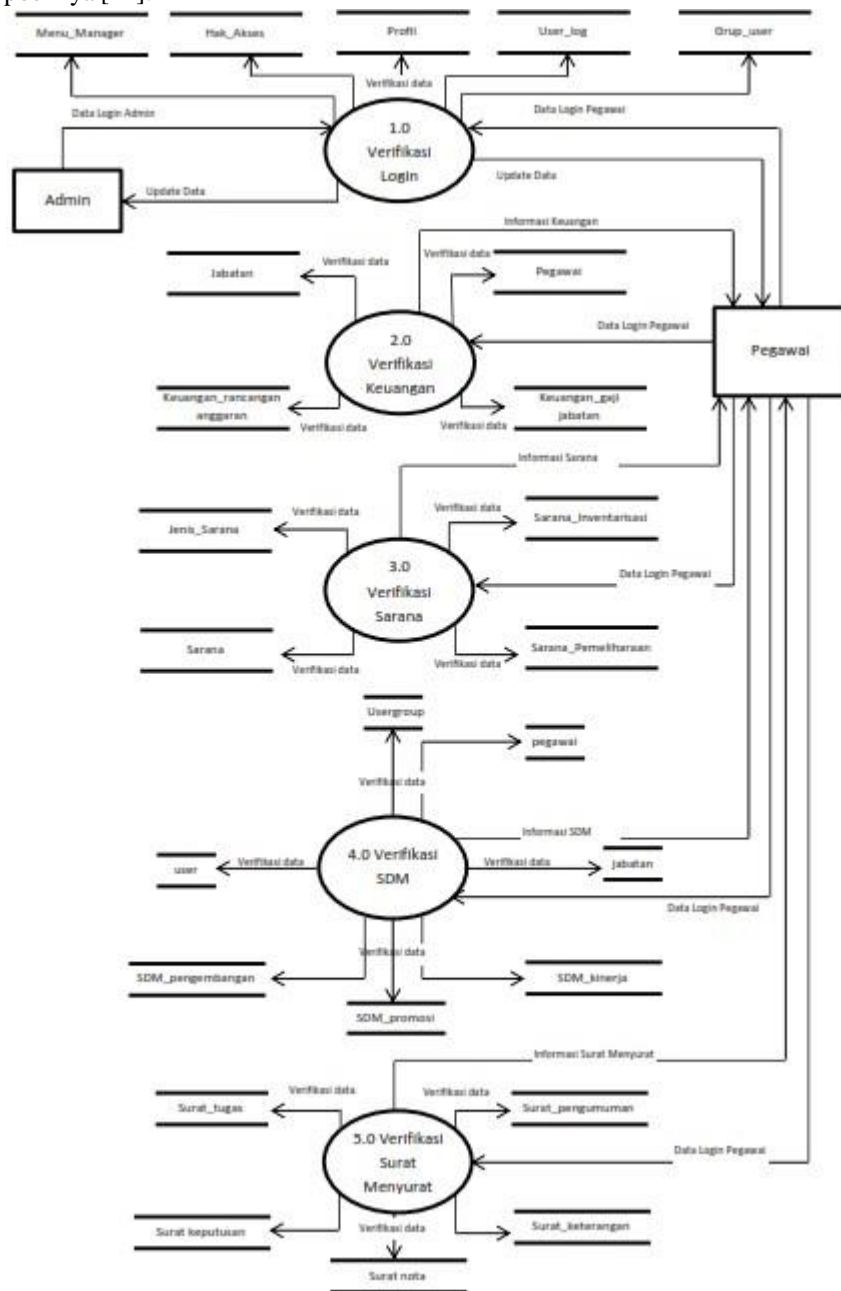 Menu_Manager
Hak_Akses
Profil
User_log
Grup_user
Verifikasi data
Data Login Admin
Data Login Pegawai
1.0
Verifikasi
Login
Admin
Update Data
Update Data
Informasi Keuangan
Jabatan
Verifikasi data
Verifikasi data
Pegawai
Data Login Pegawai
Pegawai
2.0
Verifikasi
Keuangan
Keuangan_rancangan
anggaran
Verifikasi data
Verifikasi data
Keuangan_gaji
jabatan
Informasi Sarana
Jenis_Sarana
Verifikasi data
Verifikasi data
Sarana_Inventarisasi
3.0
Verifikasi
Sarana
Data Login Pegawai
Sarana
Verifikasi data
Verifikasi data
Sarana_Pemeliharaan
Usergroup
pegawai
Verifikasi data
Informasi SDM
user
Verifikasi data
4.0 Verifikasi
SDM
Verifikasi data
jabatan
Data Login Pegawai
Verifikasi data
SDM_pengembangan
SDM_kinerja
SDM_promosi
Informasi Surat Menyurat
Surat_tugas
Verifikasi data
Verifikasi data
Surat_pengumuman
5.0 Verifikasi
Surat
Menyurat
Data Login Pegawai
Surat keputusan
Verifikasi data
Surat_keterangan
Surat nota